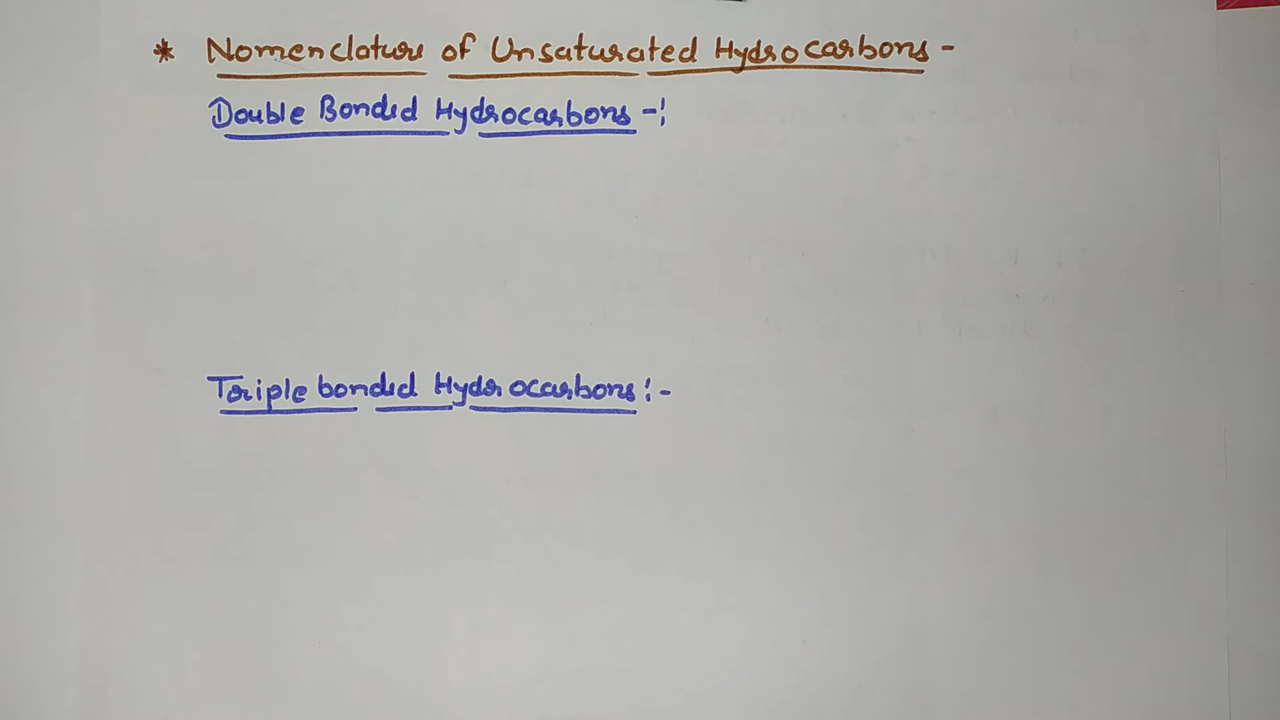 * Nomenclature of Unsaturated Hydrocarbons -
Double Bonded Hydrocarbons -!
Triple bonded Hydrocarbons :-